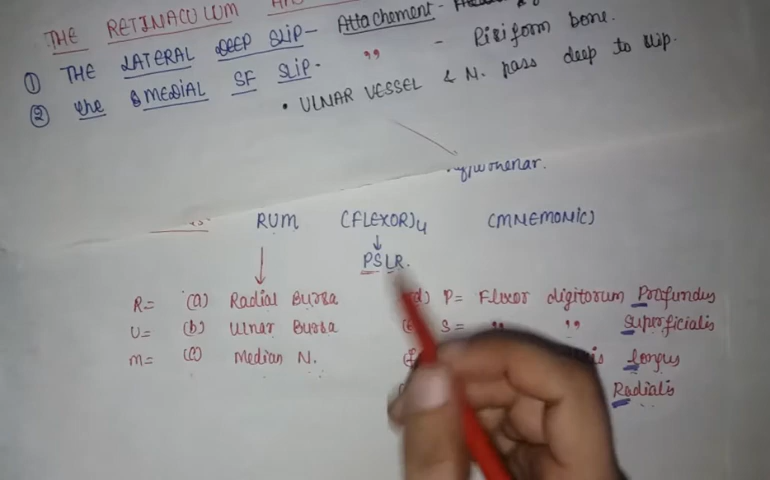 THE RETINACULUM
① THE LATERAL DEEP SLIP- Attachement-
② the MEDIAL SF SLIP. ,, - Pisiform bone.
• ULNAR VESSEL & N. pass deep to slip.
RUM (FLEXOR)4 (MNEMONIC)
PSLR.
R= (a) Radial Bursa (d) P= Flexor digitorum Profundus
U= (b) Ulnar Bursa S= ,, ,, Superficialis
M= (c) Median N. longus
Radialis